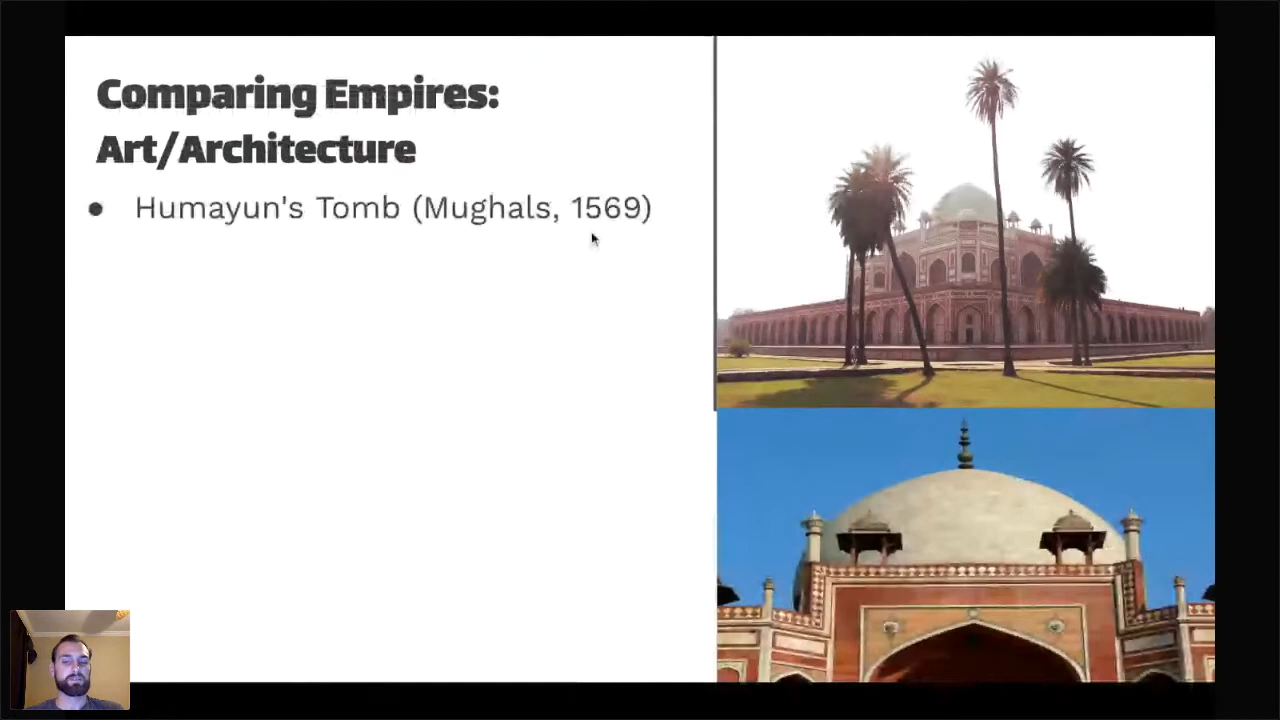 Comparing Empires:
Art/Architecture
● Humayun's Tomb (Mughals, 1569)